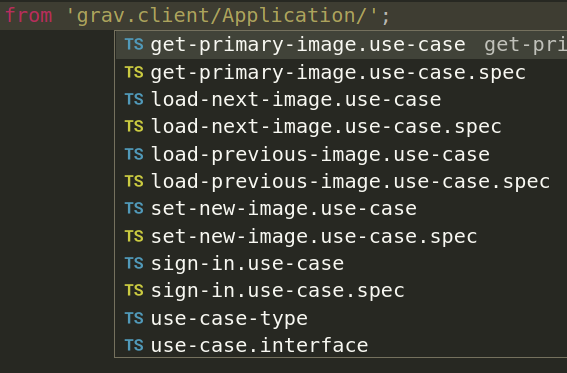 from 'grav.client/Application/';
TS get-primary-image.use-case get-pri
TS get-primary-image.use-case.spec
TS load-next-image.use-case
TS load-next-image.use-case.spec
TS load-previous-image.use-case
TS load-previous-image.use-case.spec
TS set-new-image.use-case
TS set-new-image.use-case.spec
TS sign-in.use-case
TS sign-in.use-case.spec
TS use-case-type
TS use-case.interface